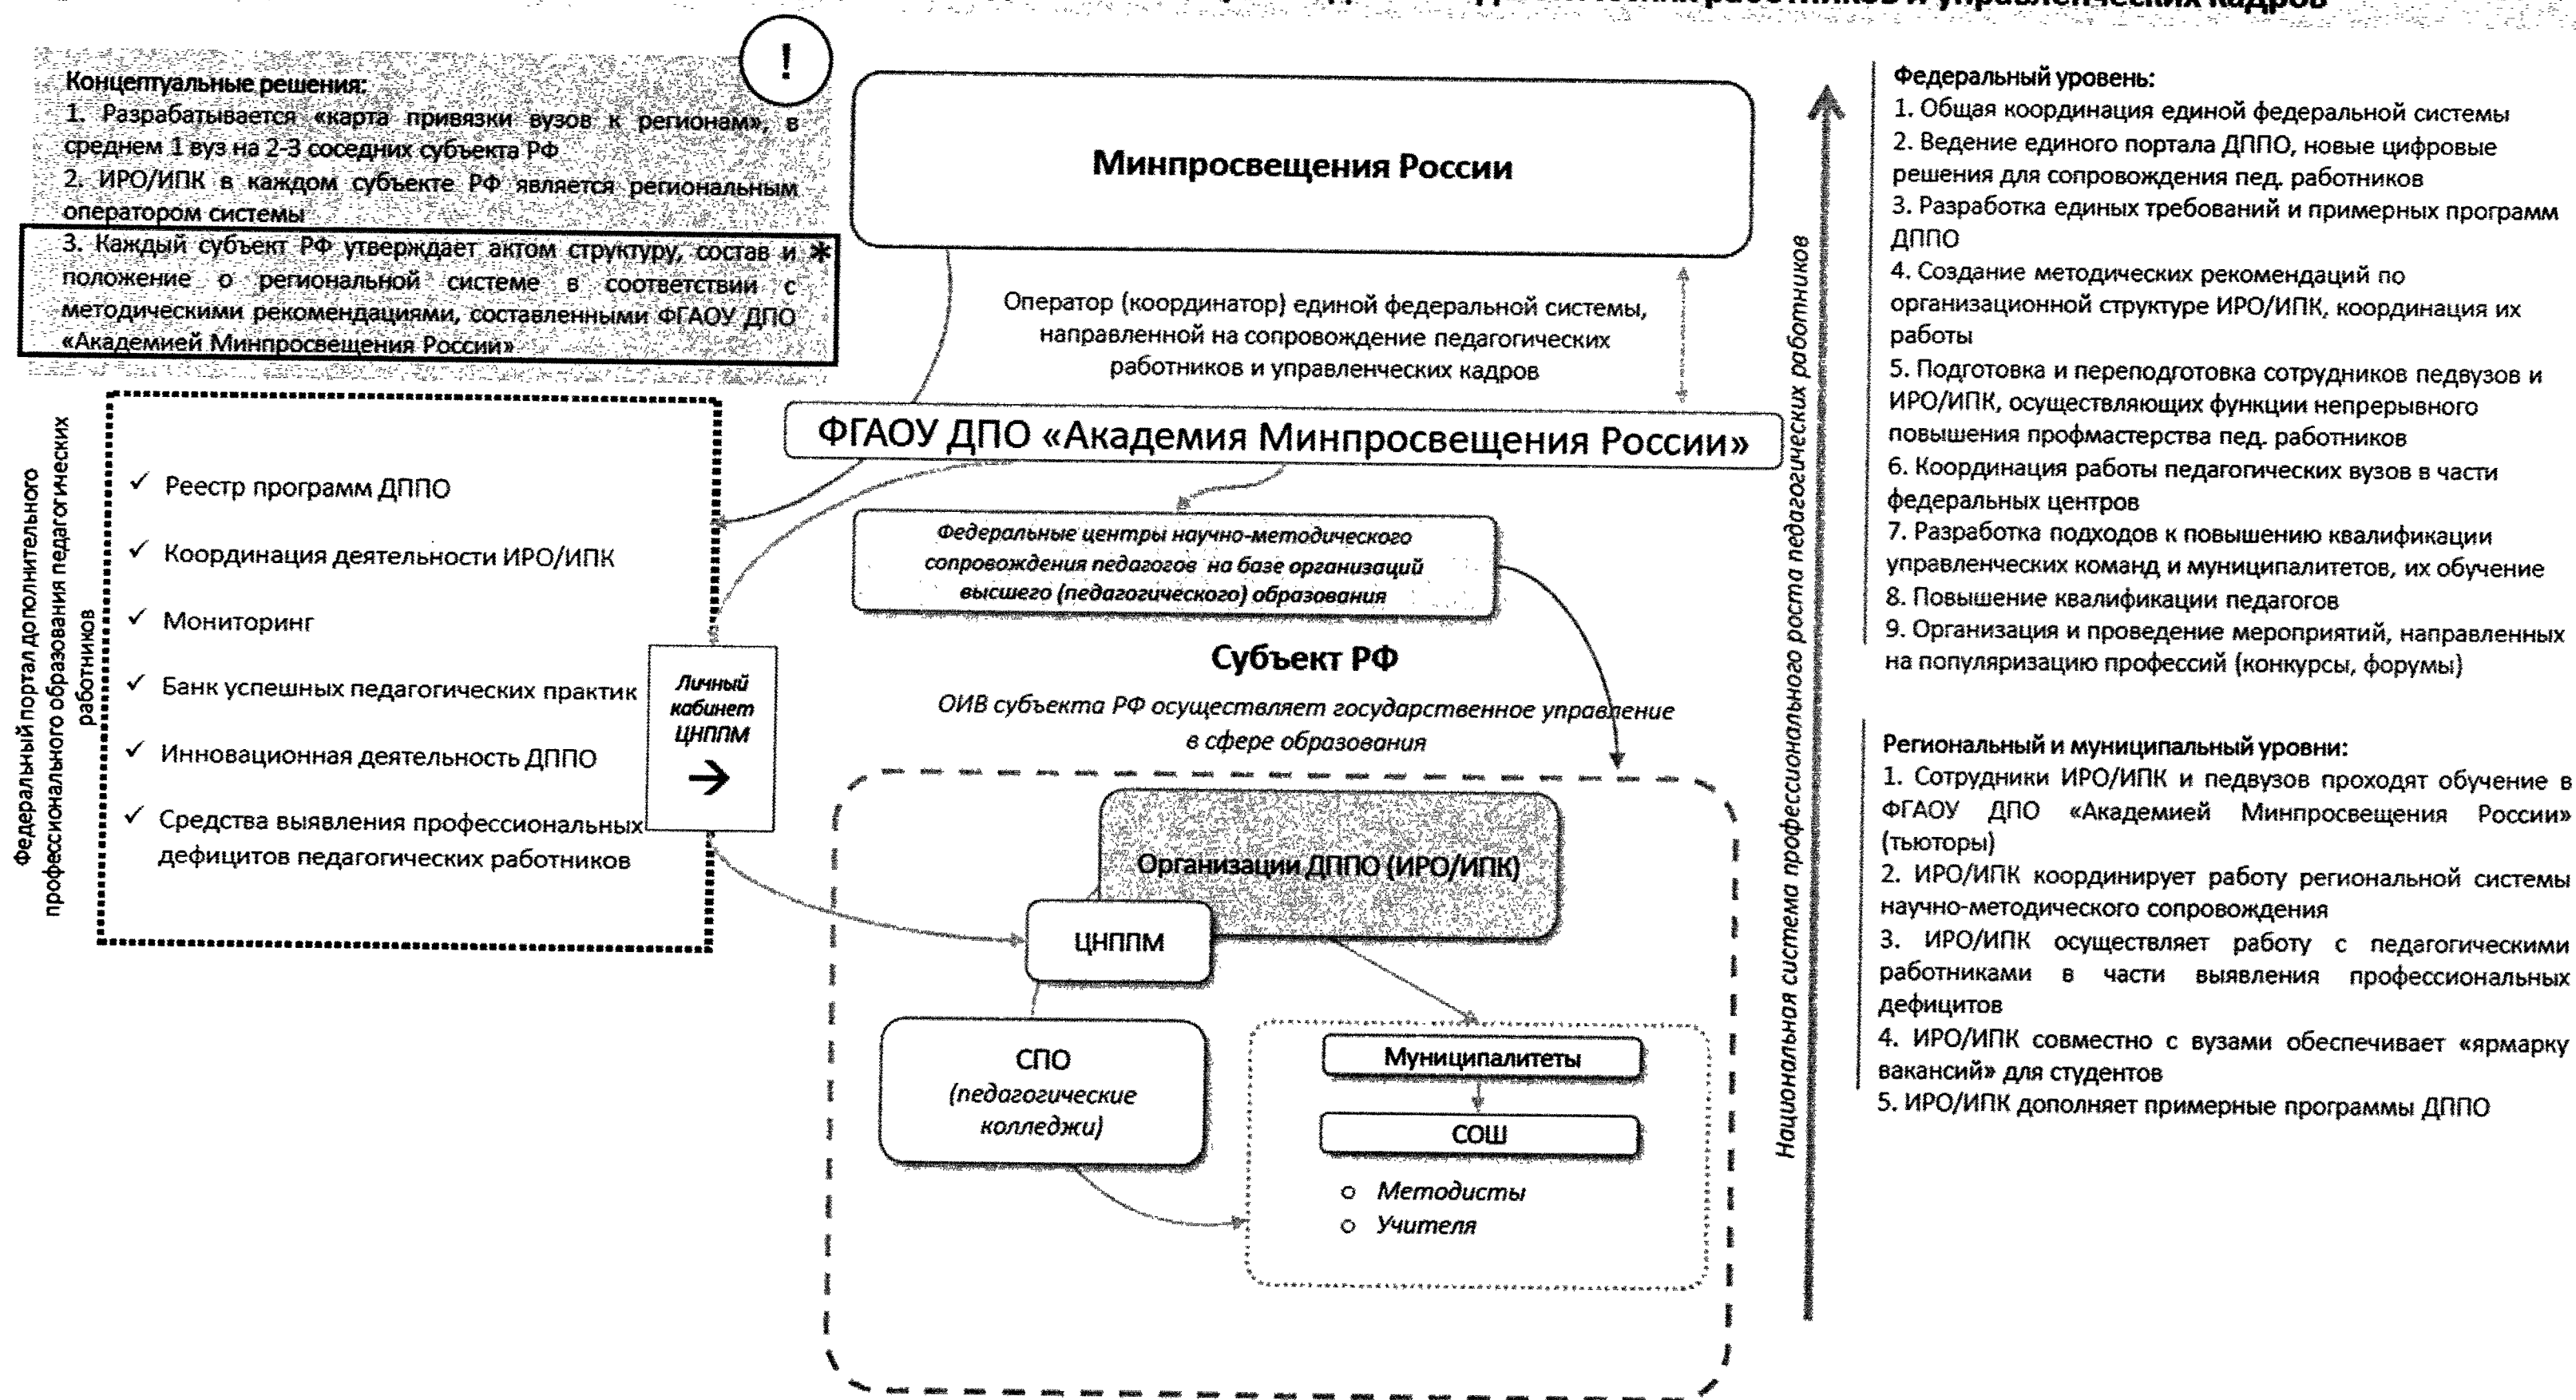 работников и управленческих кадров
!
Концептуальные решения:
1. Разрабатывается «карта привязки вузов к регионам», в
среднем 1 вуз на 2-3 соседних субъекта РФ
2. ИРО/ИПК в каждом субъекте РФ является региональным
оператором системы
3. Каждый субъект РФ утверждает актом структуру, состав и *
положение о региональной системе в соответствии с
методическими рекомендациями, составленными ФГАОУ ДПО
«Академией Минпросвещения России»
Федеральный портал дополнительного
профессионального образования педагогических
работников
✓ Реестр программ ДППО
✓ Координация деятельности ИРО/ИПК
✓ Мониторинг
✓ Банк успешных педагогических практик
✓ Инновационная деятельность ДППО
✓ Средства выявления профессиональных
дефицитов педагогических работников
Личный
кабинет
ЦНППМ
→
Минпросвещения России
Оператор (координатор) единой федеральной системы,
направленной на сопровождение педагогических
работников и управленческих кадров
ФГАОУ ДПО «Академия Минпросвещения России»
Федеральные центры научно-методического
сопровождения педагогов на базе организаций
высшего (педагогического) образования
Субъект РФ
ОИВ субъекта РФ осуществляет государственное управление
в сфере образования
Организации ДППО (ИРО/ИПК)
ЦНППМ
СПО
(педагогические
колледжи)
Муниципалитеты
СОШ
o Методисты
o Учителя
Национальная система профессионального роста педагогических работников
Федеральный уровень:
1. Общая координация единой федеральной системы
2. Ведение единого портала ДППО, новые цифровые
решения для сопровождения пед. работников
3. Разработка единых требований и примерных программ
ДППО
4. Создание методических рекомендаций по
организационной структуре ИРО/ИПК, координация их
работы
5. Подготовка и переподготовка сотрудников педвузов и
ИРО/ИПК, осуществляющих функции непрерывного
повышения профмастерства пед. работников
6. Координация работы педагогических вузов в части
федеральных центров
7. Разработка подходов к повышению квалификации
управленческих команд и муниципалитетов, их обучение
8. Повышение квалификации педагогов
9. Организация и проведение мероприятий, направленных
на популяризацию профессий (конкурсы, форумы)
Региональный и муниципальный уровни:
1. Сотрудники ИРО/ИПК и педвузов проходят обучение в
ФГАОУ ДПО «Академией Минпросвещения России»
(тьюторы)
2. ИРО/ИПК координирует работу региональной системы
научно-методического сопровождения
3. ИРО/ИПК осуществляет работу с педагогическими
работниками в части выявления профессиональных
дефицитов
4. ИРО/ИПК совместно с вузами обеспечивает «ярмарку
вакансий» для студентов
5. ИРО/ИПК дополняет примерные программы ДППО